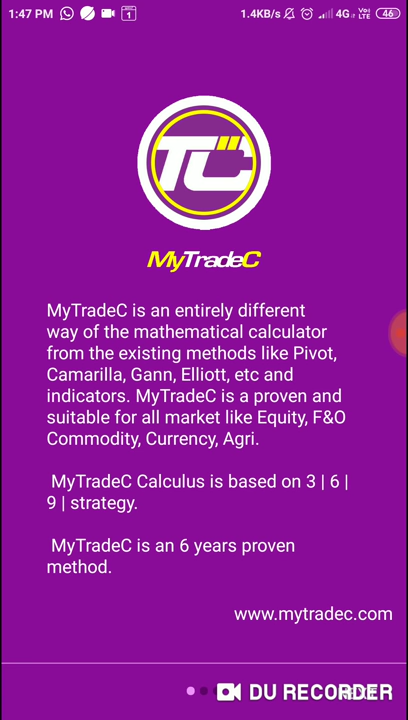 1:47 PM 1.4KB/s 4G Vo LTE 46
TC
MyTradeC
MyTradeC is an entirely different
way of the mathematical calculator
from the existing methods like Pivot,
Camarilla, Gann, Elliott, etc and
indicators. MyTradeC is a proven and
suitable for all market like Equity, F&O
Commodity, Currency, Agri.
MyTradeC Calculus is based on 3 | 6 |
9 | strategy.
MyTradeC is an 6 years proven
method.
www.mytradec.com
DU RECORDER